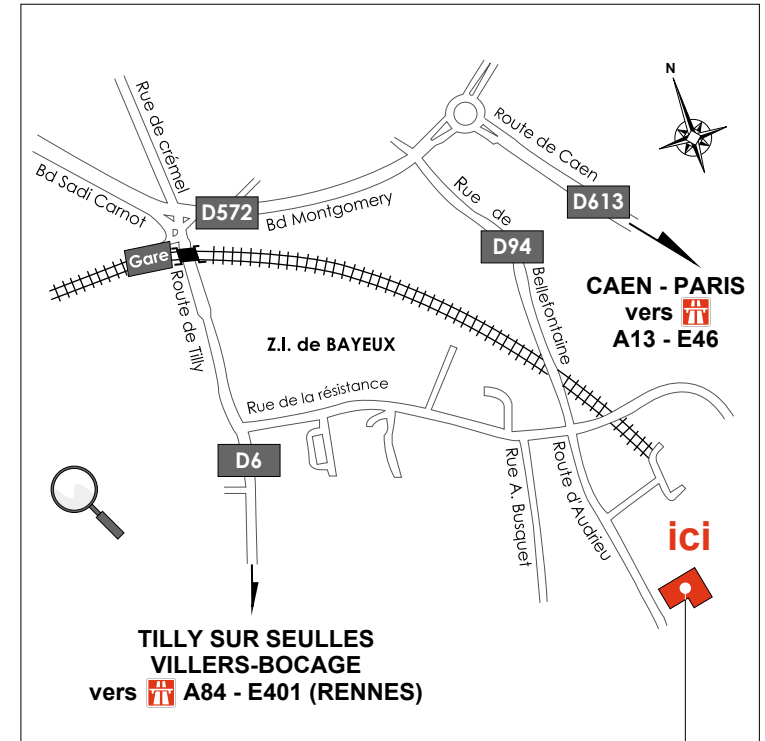 N
Rue de crémel
Route de Caen
Bd Sadi Carnot
D572
Bd Montgomery
Rue de
D613
D94
Gare
Bellefontaine
CAEN - PARIS
vers
A13 - E46
Route de Tilly
Z.I. de BAYEUX
Rue de la résistance
D6
Rue A. Busquet
Route d'Audrieu
ici
TILLY SUR SEULLES
VILLERS-BOCAGE
vers A84 - E401 (RENNES)